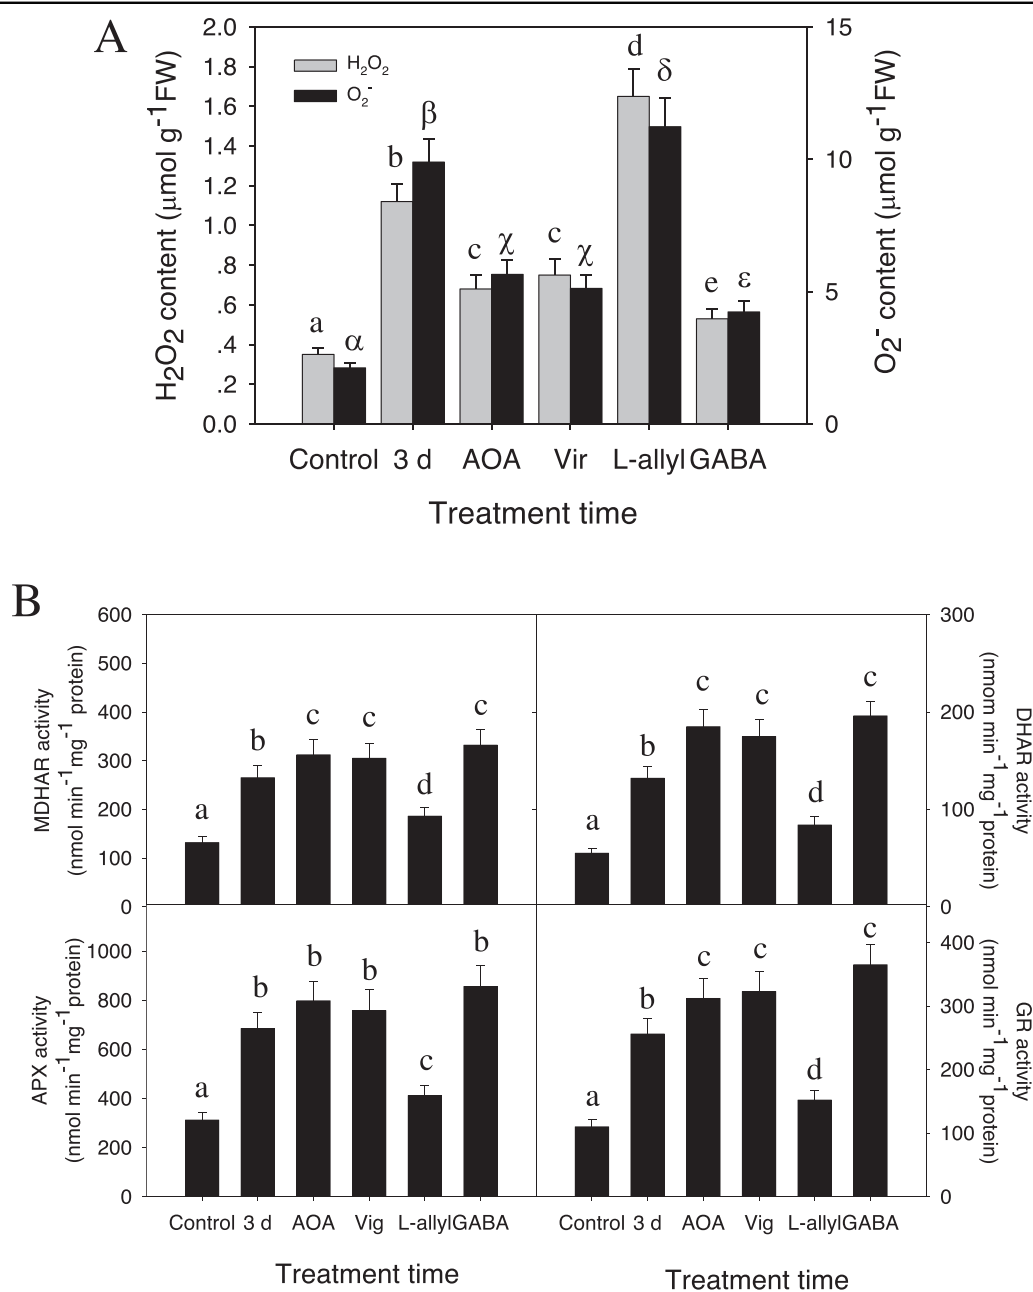 A
2.0
1.8
1.6
1.4
1.2
1.0
.8
.6
.4
.2
0.0
H2O2 content (μmol g-1FW)
H2O2
O2-
15
10
5
0
O2- content (μmol g-1FW)
a α b β c χ c χ d δ e ε
Control 3 d AOA Vir L-allyl GABA
Treatment time
B
600
500
400
300
200
100
0
MDHAR activity
(nmol min-1mg-1 protein)
a b c c d c
300
200
100
0
DHAR activity
(nmom min-1mg-1 protein)
a b c c d c
1000
800
600
400
200
0
APX activity
(nmol min-1mg-1protein)
a b b b c b
400
300
200
100
0
GR activity
(nmol min-1mg-1protein)
a b c c d c
Control 3 d AOA Vig L-allylGABA
Treatment time
Control 3 d AOA Vig L-allylGABA
Treatment time